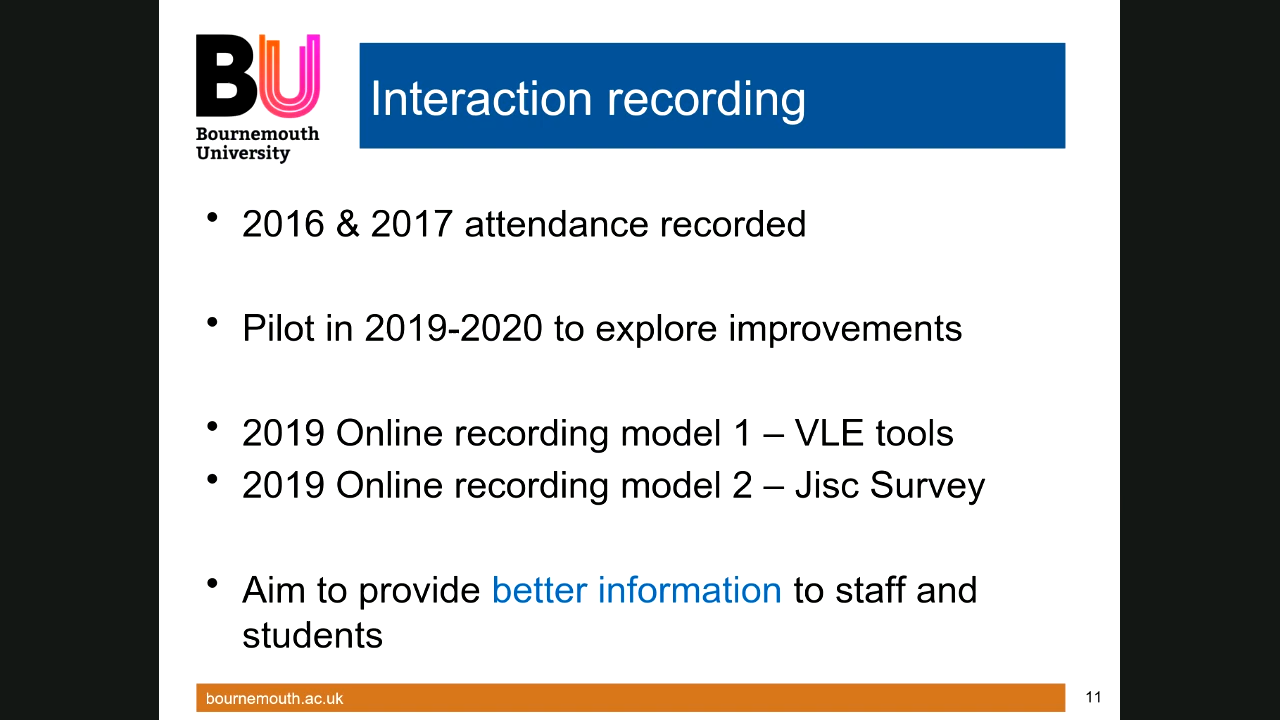 BU
Bournemouth
University
Interaction recording
• 2016 & 2017 attendance recorded
• Pilot in 2019-2020 to explore improvements
• 2019 Online recording model 1 – VLE tools
• 2019 Online recording model 2 – Jisc Survey
• Aim to provide better information to staff and
students
bournemouth.ac.uk
11